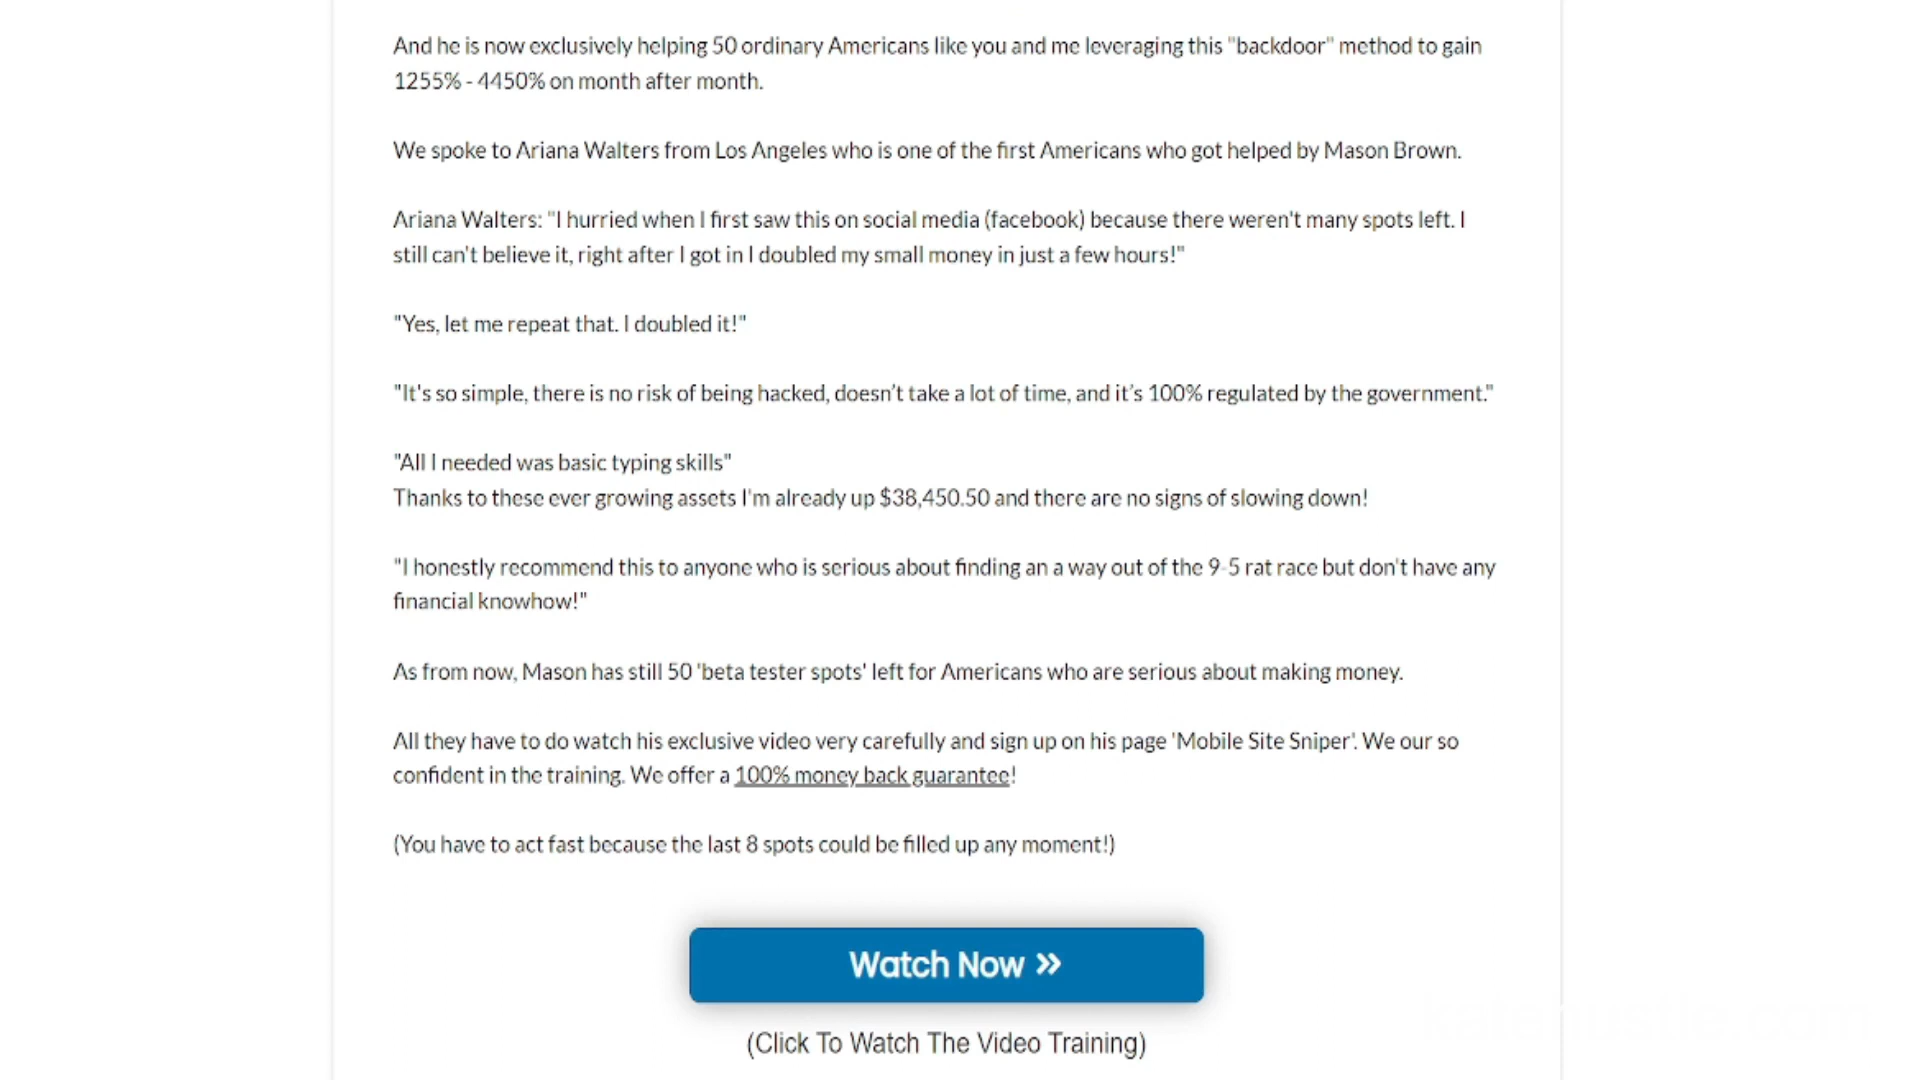 And he is now exclusively helping 50 ordinary Americans like you and me leveraging this "backdoor" method to gain
1255% - 4450% on month after month.
We spoke to Ariana Walters from Los Angeles who is one of the first Americans who got helped by Mason Brown.
Ariana Walters: "I hurried when I first saw this on social media (facebook) because there weren't many spots left. I
still can't believe it, right after I got in I doubled my small money in just a few hours!"
"Yes, let me repeat that. I doubled it!"
"It's so simple, there is no risk of being hacked, doesn’t take a lot of time, and it’s 100% regulated by the government."
"All I needed was basic typing skills"
Thanks to these ever growing assets I'm already up $38,450.50 and there are no signs of slowing down!
"I honestly recommend this to anyone who is serious about finding an a way out of the 9-5 rat race but don't have any
financial knowhow!"
As from now, Mason has still 50 'beta tester spots' left for Americans who are serious about making money.
All they have to do watch his exclusive video very carefully and sign up on his page 'Mobile Site Sniper'. We our so
confident in the training. We offer a 100% money back guarantee!
(You have to act fast because the last 8 spots could be filled up any moment!)
Watch Now »
(Click To Watch The Video Training)